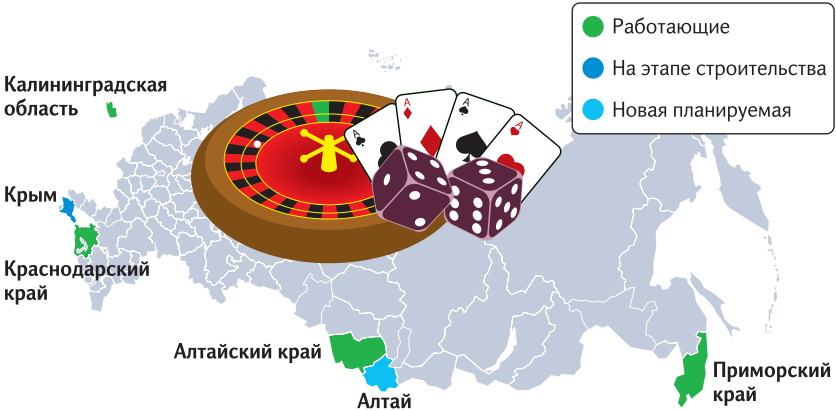 Работающие
На этапе строительства
Новая планируемая
Калининградская
область
Крым
Краснодарский
край
Алтайский край
Алтай
Приморский
край
A
A
A
A